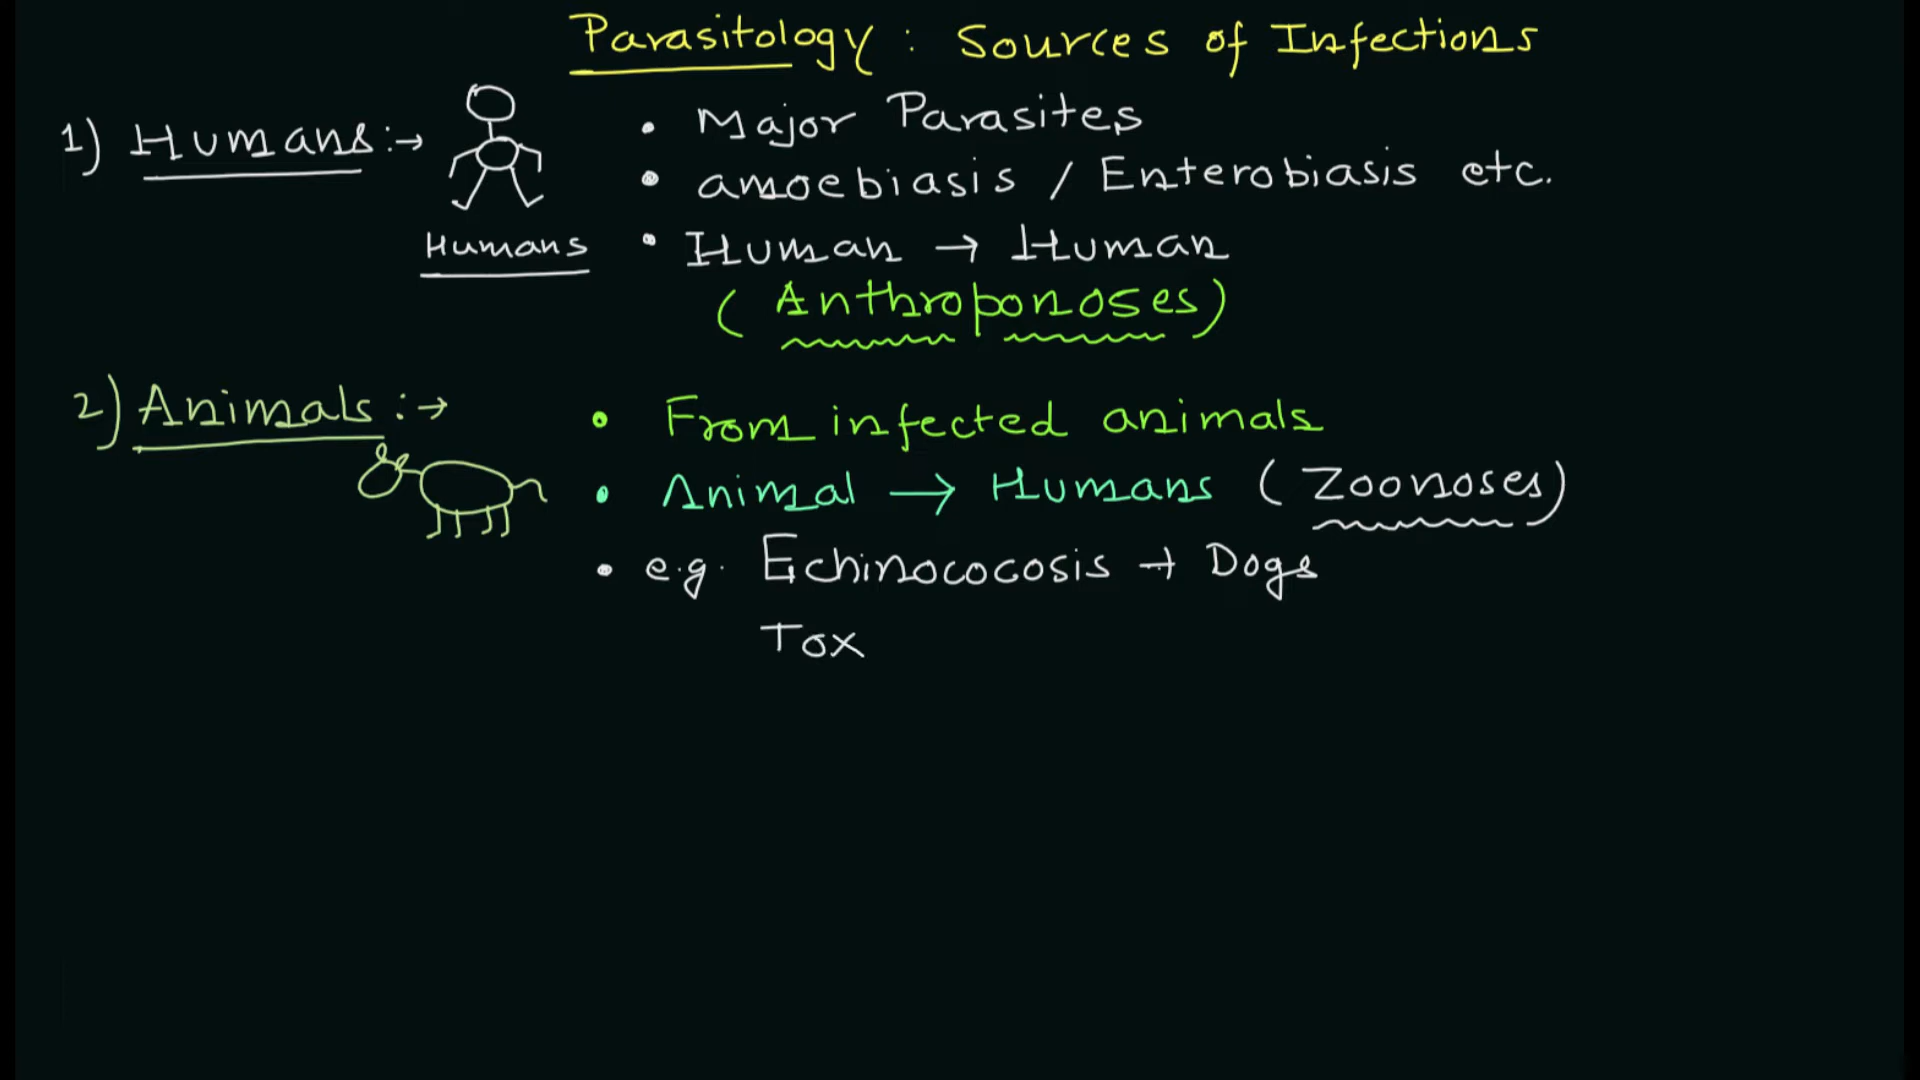 Parasitology : Sources of Infections
1) Humans :→
Humans
• Major Parasites
• amoebiasis / Enterobiasis etc.
• Human → Human
( Anthroponoses )
2) Animals :→
• From infected animals
• Animal → Humans ( Zoonoses )
• e.g. Echinococosis → Dogs
Tox